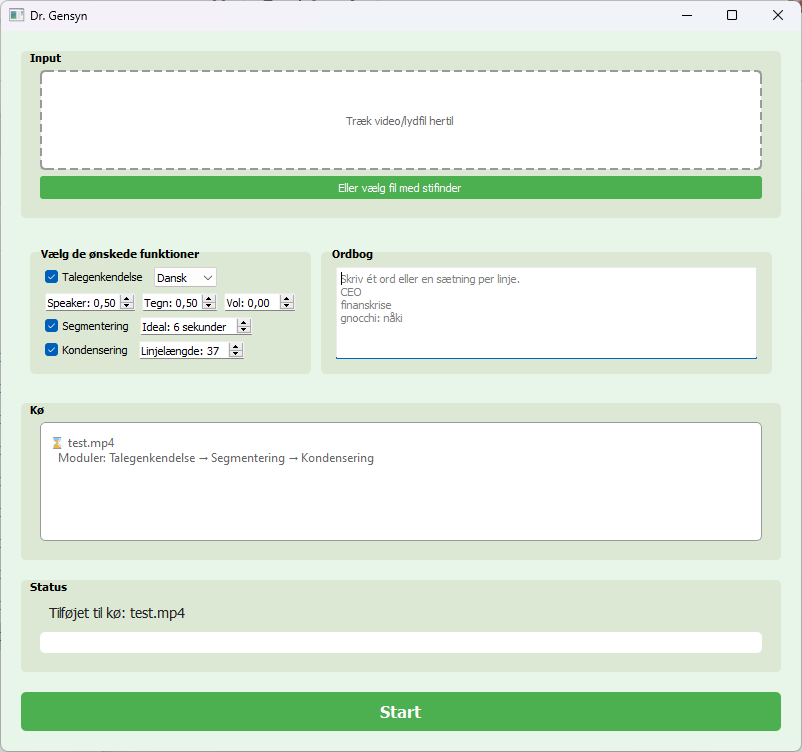 Dr. Gensyn
Input
Træk video/lydfil hertil
Eller vælg fil med stifinder
Vælg de ønskede funktioner
Talegenkendelse Dansk
Speaker: 0,50 Tegn: 0,50 Vol: 0,00
Segmentering Ideal: 6 sekunder
Kondensering Linjelængde: 37
Ordbog
Skriv ét ord eller en sætning per linje.
CEO
finanskrise
gnocchi: nåki
Kø
⏳ test.mp4
Moduler: Talegenkendelse → Segmentering → Kondensering
Status
Tilføjet til kø: test.mp4
Start